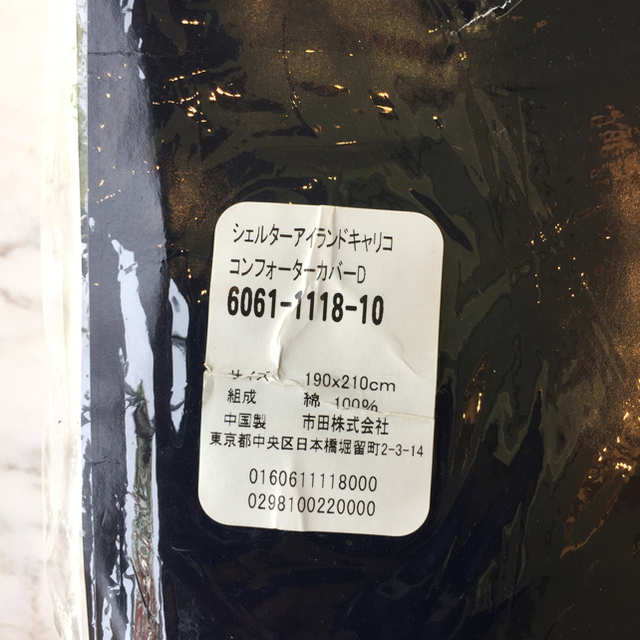 シェルターアイランドキャリコ
コンフォーターカバーD
6061-1118-10
サイズ 190x210cm
組成 綿 100%
中国製 市田株式会社
東京都中央区日本橋堀留町2-3-14
0160611118000
0298100220000